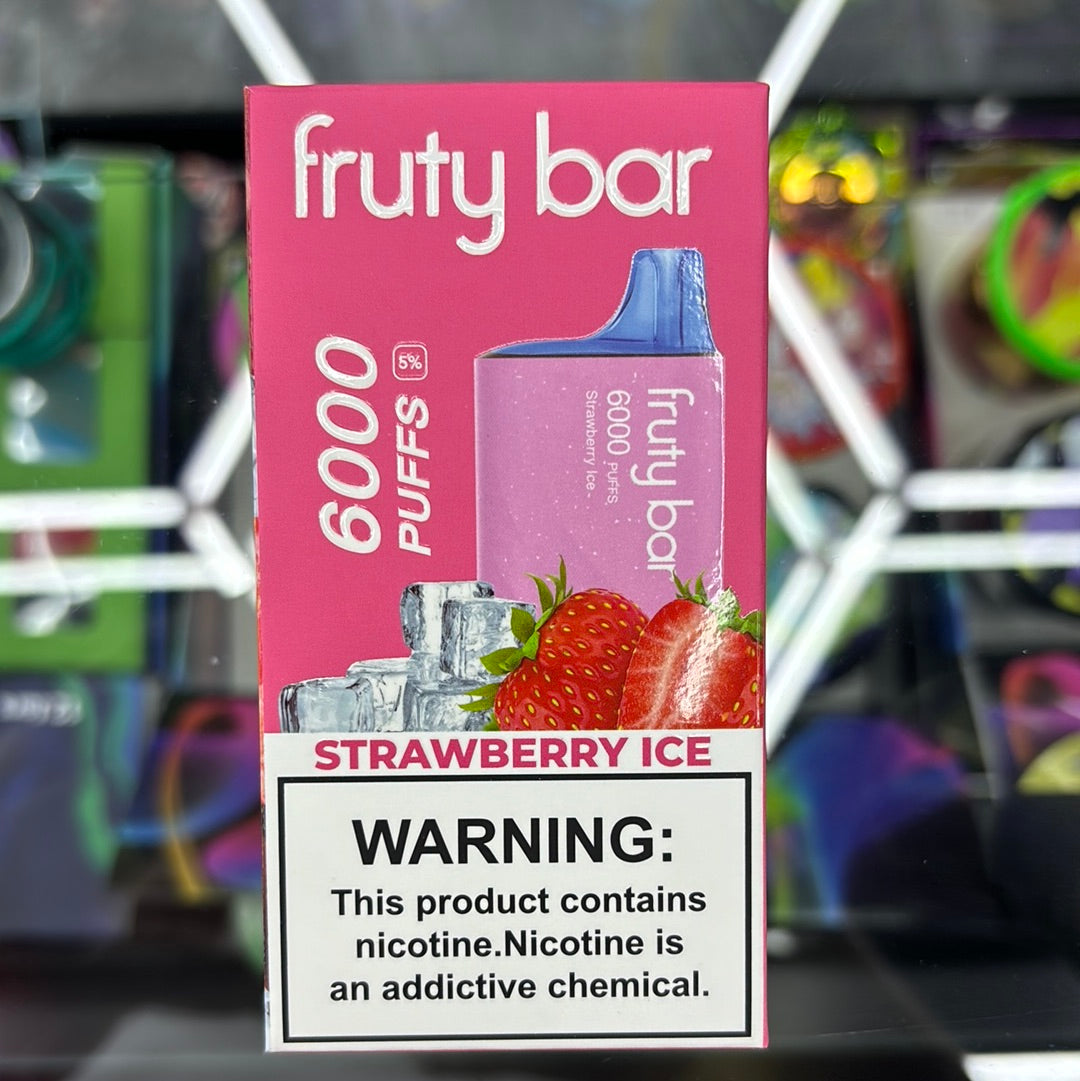 fruty bar
6000
PUFFS 5%
fruty bar
6000 PUFFS
Strawberry Ice -
STRAWBERRY ICE
WARNING:
This product contains
nicotine.Nicotine is
an addictive chemical.